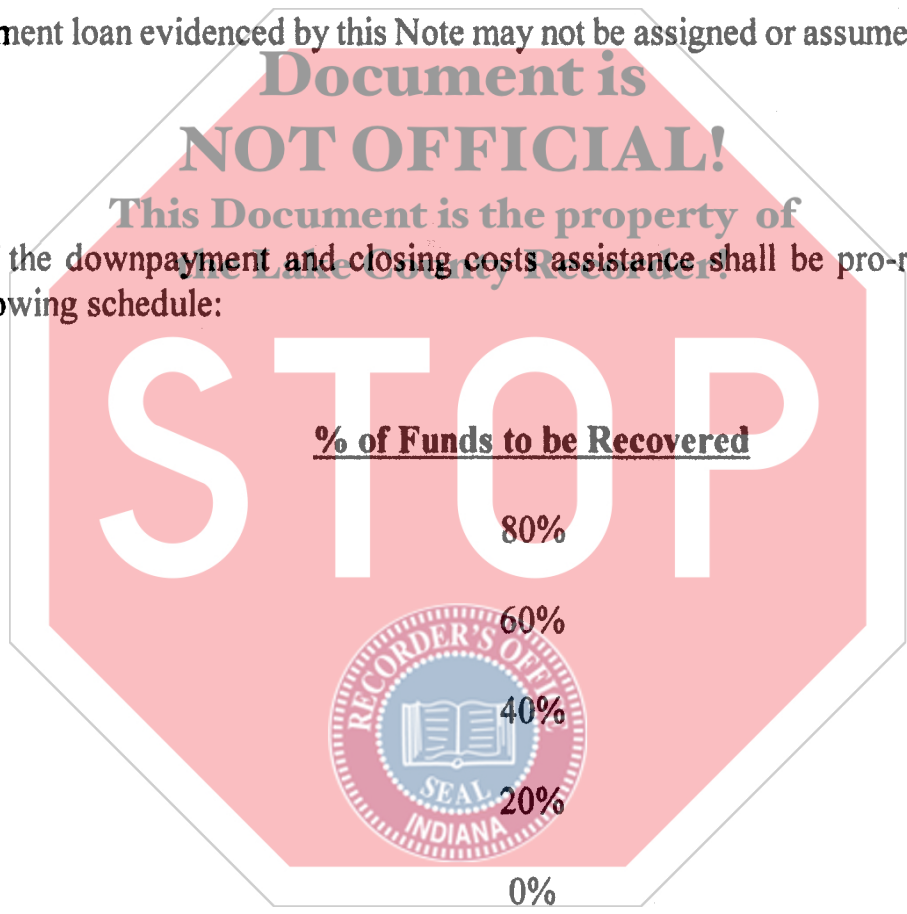 ment loan evidenced by this Note may not be assigned or assume
Document is
NOT OFFICIAL!
This Document is the property of
the Lake County Recorder!
the downpayment and closing costs assistance shall be pro-r
owing schedule:
STOP
% of Funds to be Recovered
80%
60%
40%
20%
0%
RECORDER'S OFFICE
SEAL
INDIANA